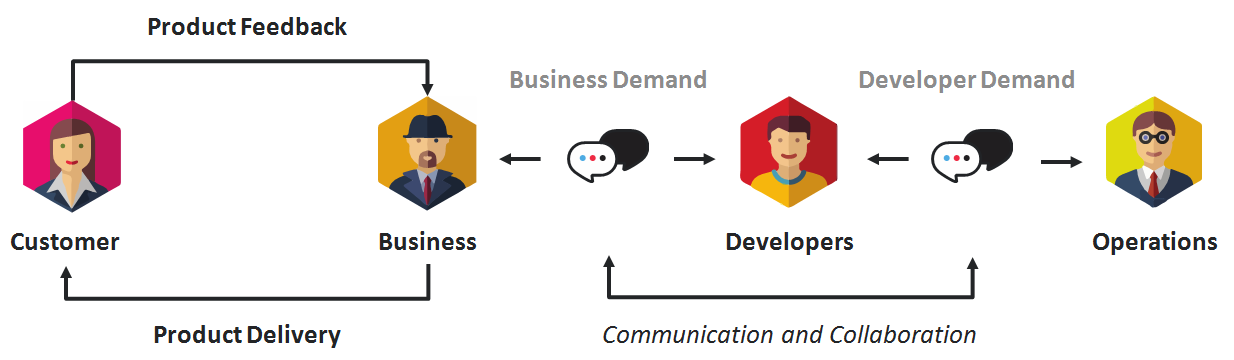 Product Feedback
Business Demand
Developer Demand
Customer
Business
Developers
Operations
Product Delivery
Communication and Collaboration